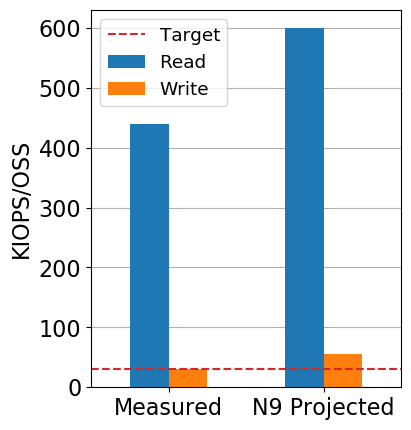 Target
Read
Write
600
500
400
300
200
100
0
KIOPS/OSS
Measured
N9 Projected